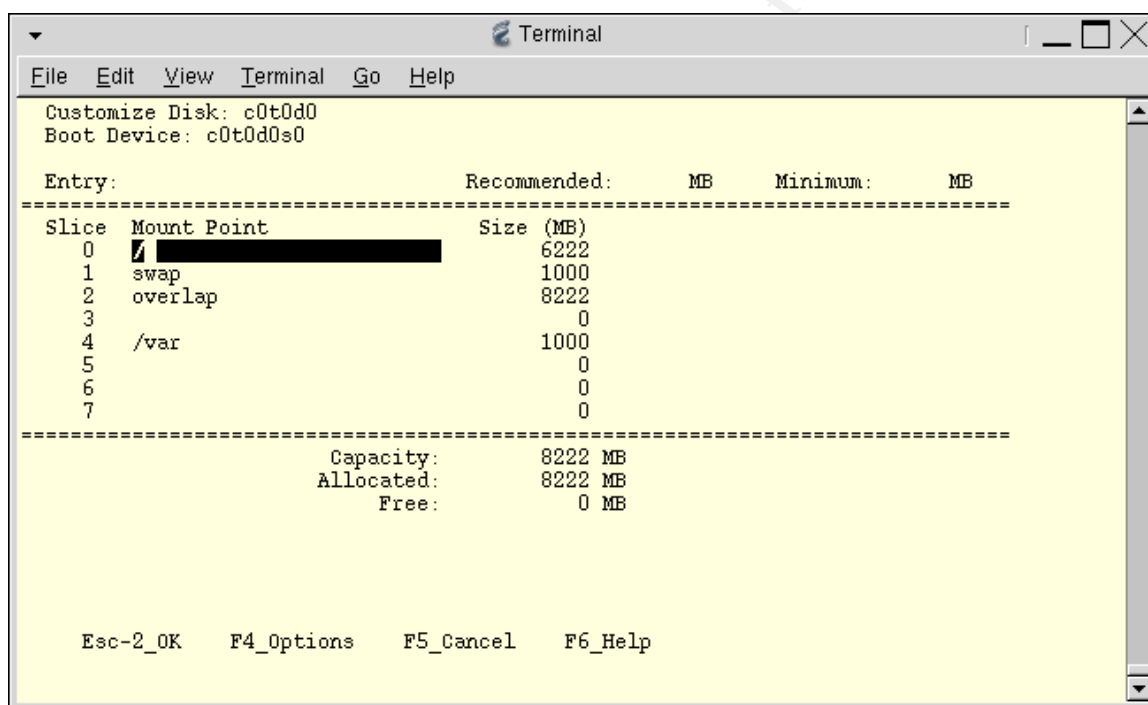 Terminal
File Edit View Terminal Go Help
Customize Disk: c0t0d0
Boot Device: c0t0d0s0
Entry: Recommended: MB Minimum: MB
================================================================================
Slice Mount Point Size (MB)
0 / 6222
1 swap 1000
2 overlap 8222
3 0
4 /var 1000
5 0
6 0
7 0
================================================================================
Capacity: 8222 MB
Allocated: 8222 MB
Free: 0 MB
Esc-2_OK F4_Options F5_Cancel F6_Help